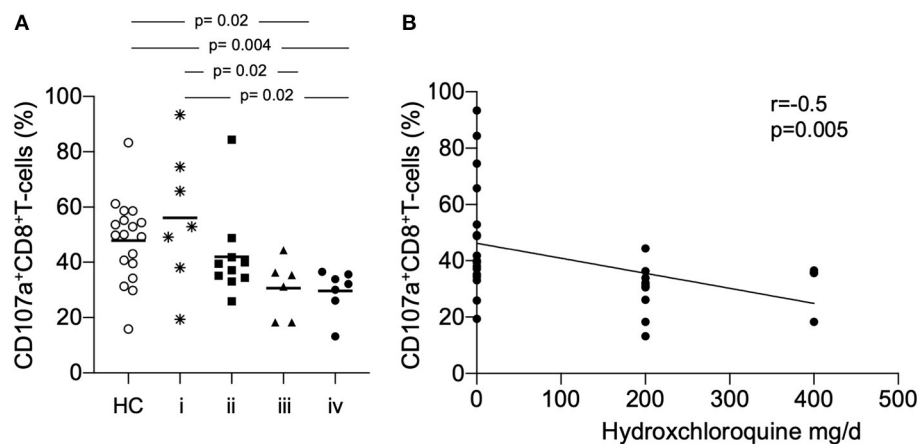 A
p= 0.02
p= 0.004
p= 0.02
p= 0.02
CD107a⁺CD8⁺T-cells (%)
100
80
60
40
20
0
HC i ii iii iv
B
r=-0.5
p=0.005
CD107a⁺CD8⁺T-cells (%)
100
80
60
40
20
0
0 100 200 300 400 500
Hydroxchloroquine mg/d